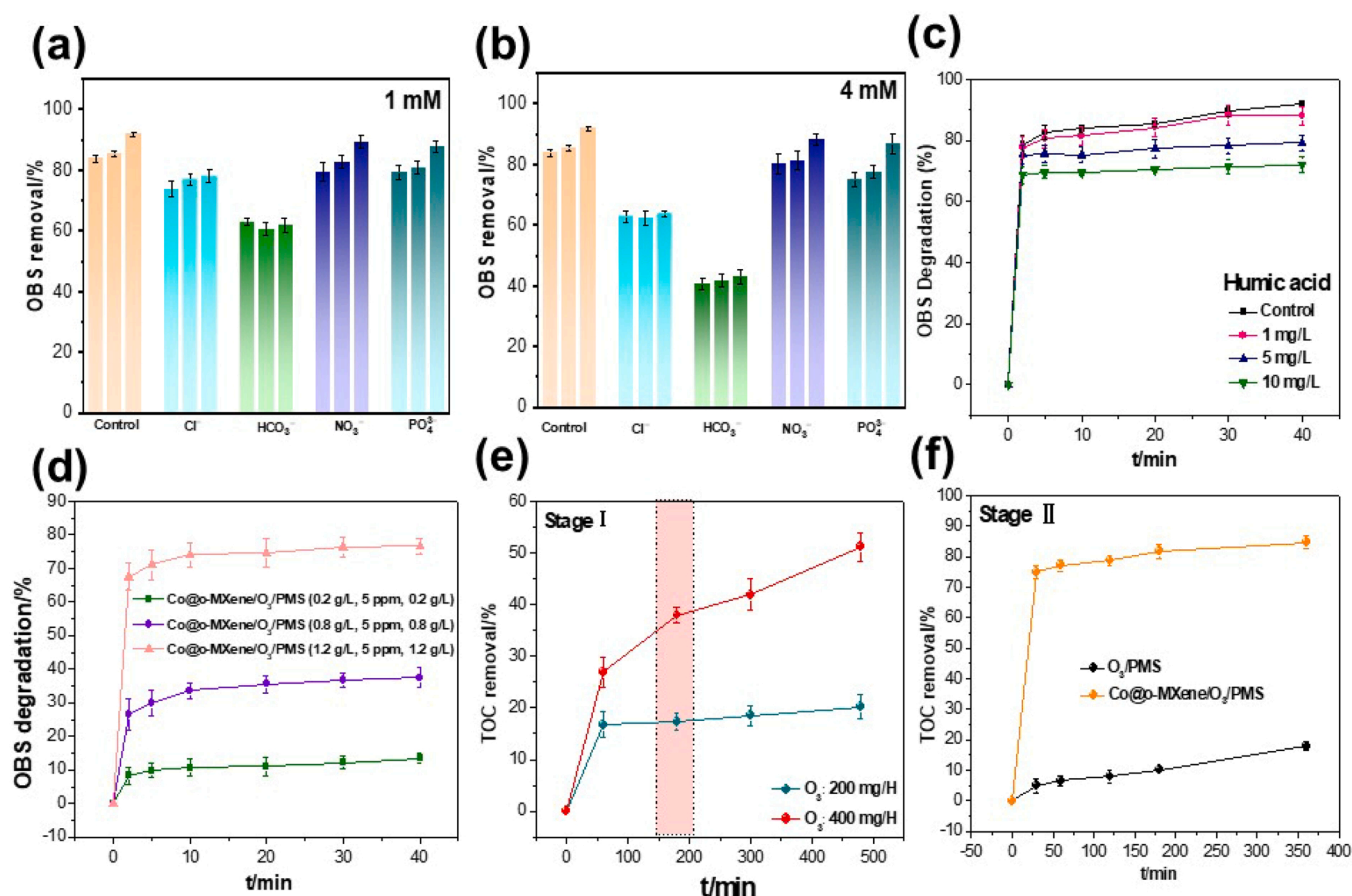 (a)
1 mM
OBS removal/%
100
80
60
40
20
0
Control
Cl⁻
HCO₃⁻
NO₃⁻
PO₄³⁻
(b)
4 mM
OBS removal/%
100
80
60
40
20
0
Control
Cl⁻
HCO₃⁻
NO₃⁻
PO₄³⁻
(c)
OBS Degradation (%)
100
80
60
40
20
0
Humic acid
Control
1 mg/L
5 mg/L
10 mg/L
0 10 20 30 40
t/min
(d)
OBS degradation/%
90
80
70
60
50
40
30
20
10
0
-10
Co@o-MXene/O₃/PMS (0.2 g/L, 5 ppm, 0.2 g/L)
Co@o-MXene/O₃/PMS (0.8 g/L, 5 ppm, 0.8 g/L)
Co@o-MXene/O₃/PMS (1.2 g/L, 5 ppm, 1.2 g/L)
0 10 20 30 40
t/min
(e)
Stage Ⅰ
TOC removal/%
60
50
40
30
20
10
0
O₃: 200 mg/H
O₃: 400 mg/H
0 100 200 300 400 500
t/min
(f)
Stage Ⅱ
TOC removal/%
100
90
80
70
60
50
40
30
20
10
0
-10
O₃/PMS
Co@o-MXene/O₃/PMS
-50 0 50 100 150 200 250 300 350 400
t/min